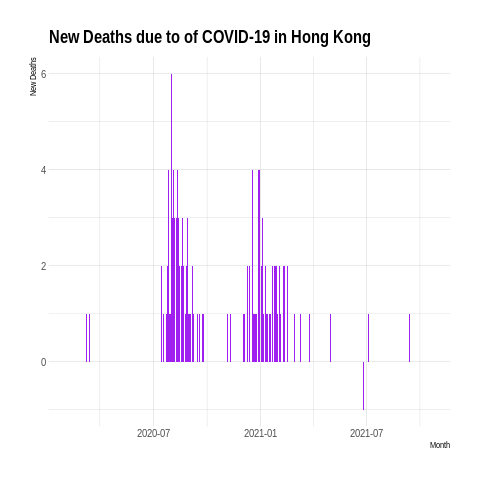 New Deaths due to of COVID-19 in Hong Kong
New Deaths
6
4
2
0
2020-07
2021-01
2021-07
Month